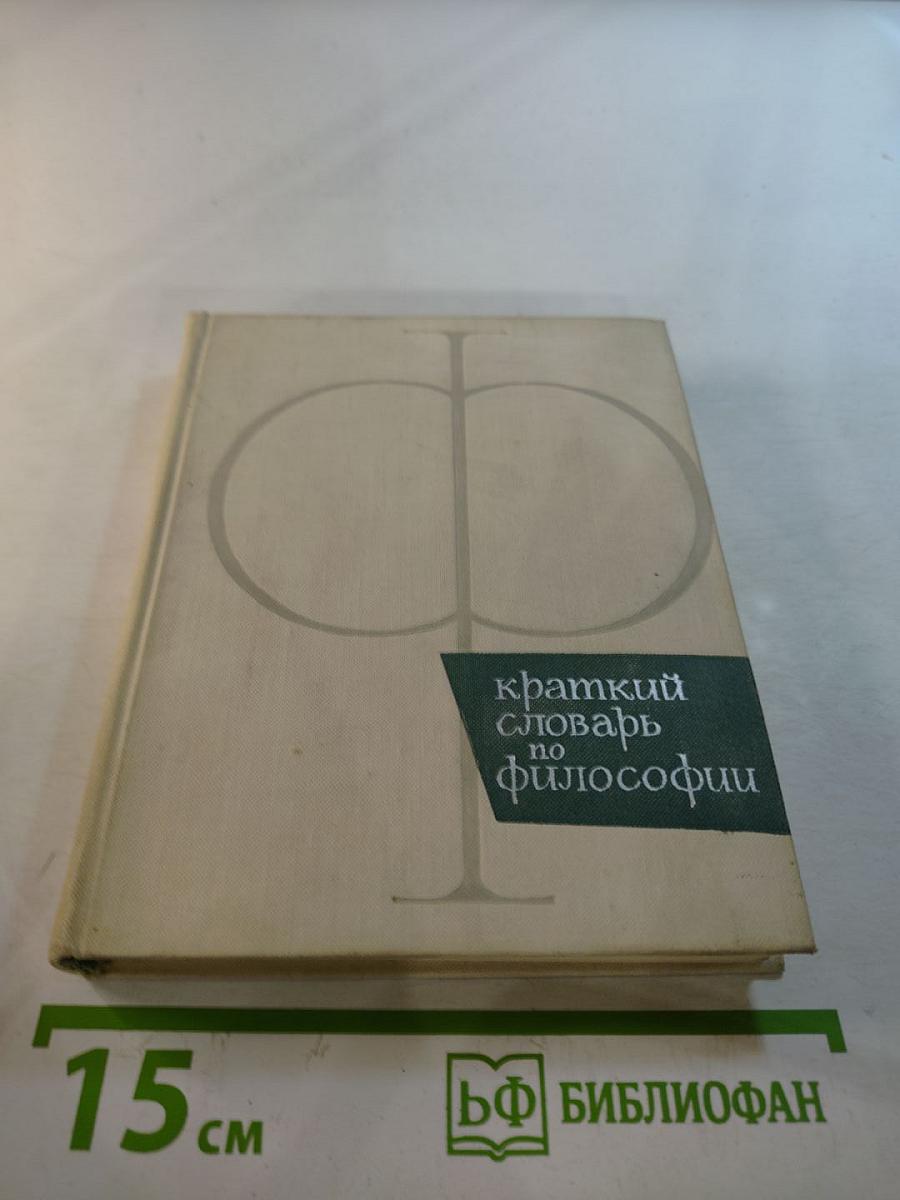 Ф
краткий
словарь
по
философии
15 см
ЬФ БИБЛИОФАН